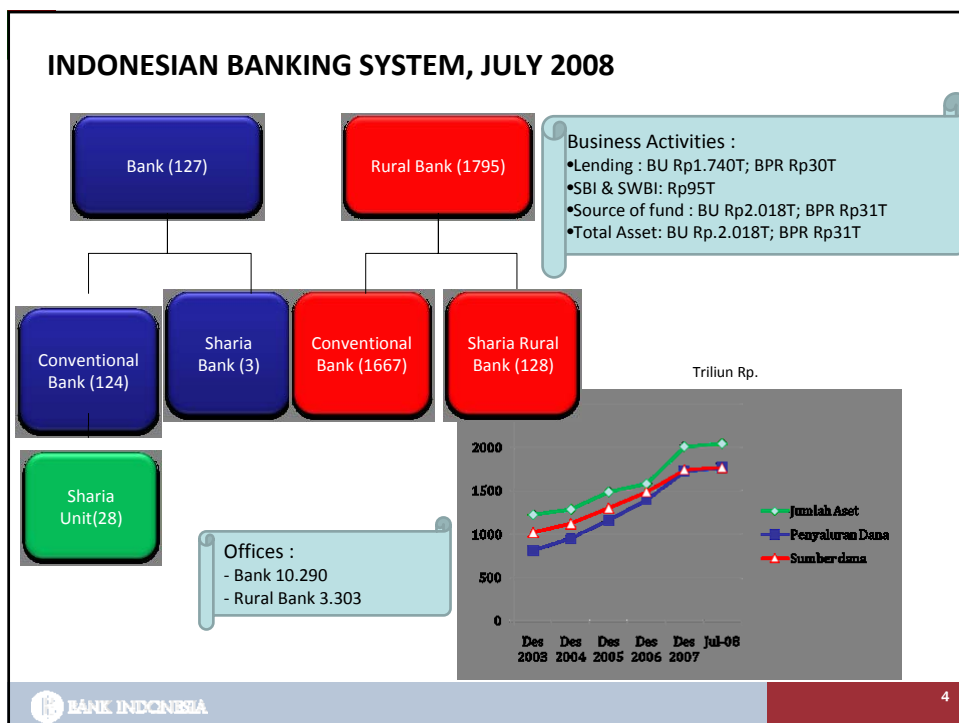 INDONESIAN BANKING SYSTEM, JULY 2008
Bank (127)
Rural Bank (1795)
Business Activities :
•Lending : BU Rp1.740T; BPR Rp30T
•SBI & SWBI: Rp95T
•Source of fund : BU Rp2.018T; BPR Rp31T
•Total Asset: BU Rp.2.018T; BPR Rp31T
Conventional
Bank (124)
Sharia
Bank (3)
Conventional
Bank (1667)
Sharia Rural
Bank (128)
Sharia
Unit(28)
Offices :
- Bank 10.290
- Rural Bank 3.303
Triliun Rp.
2000
1500
1000
500
0
Des
2003
Des
2004
Des
2005
Des
2006
Des
2007
Jul-08
Jumlah Aset
Penyaluran Dana
Sumber dana
BANK INDONESIA
4